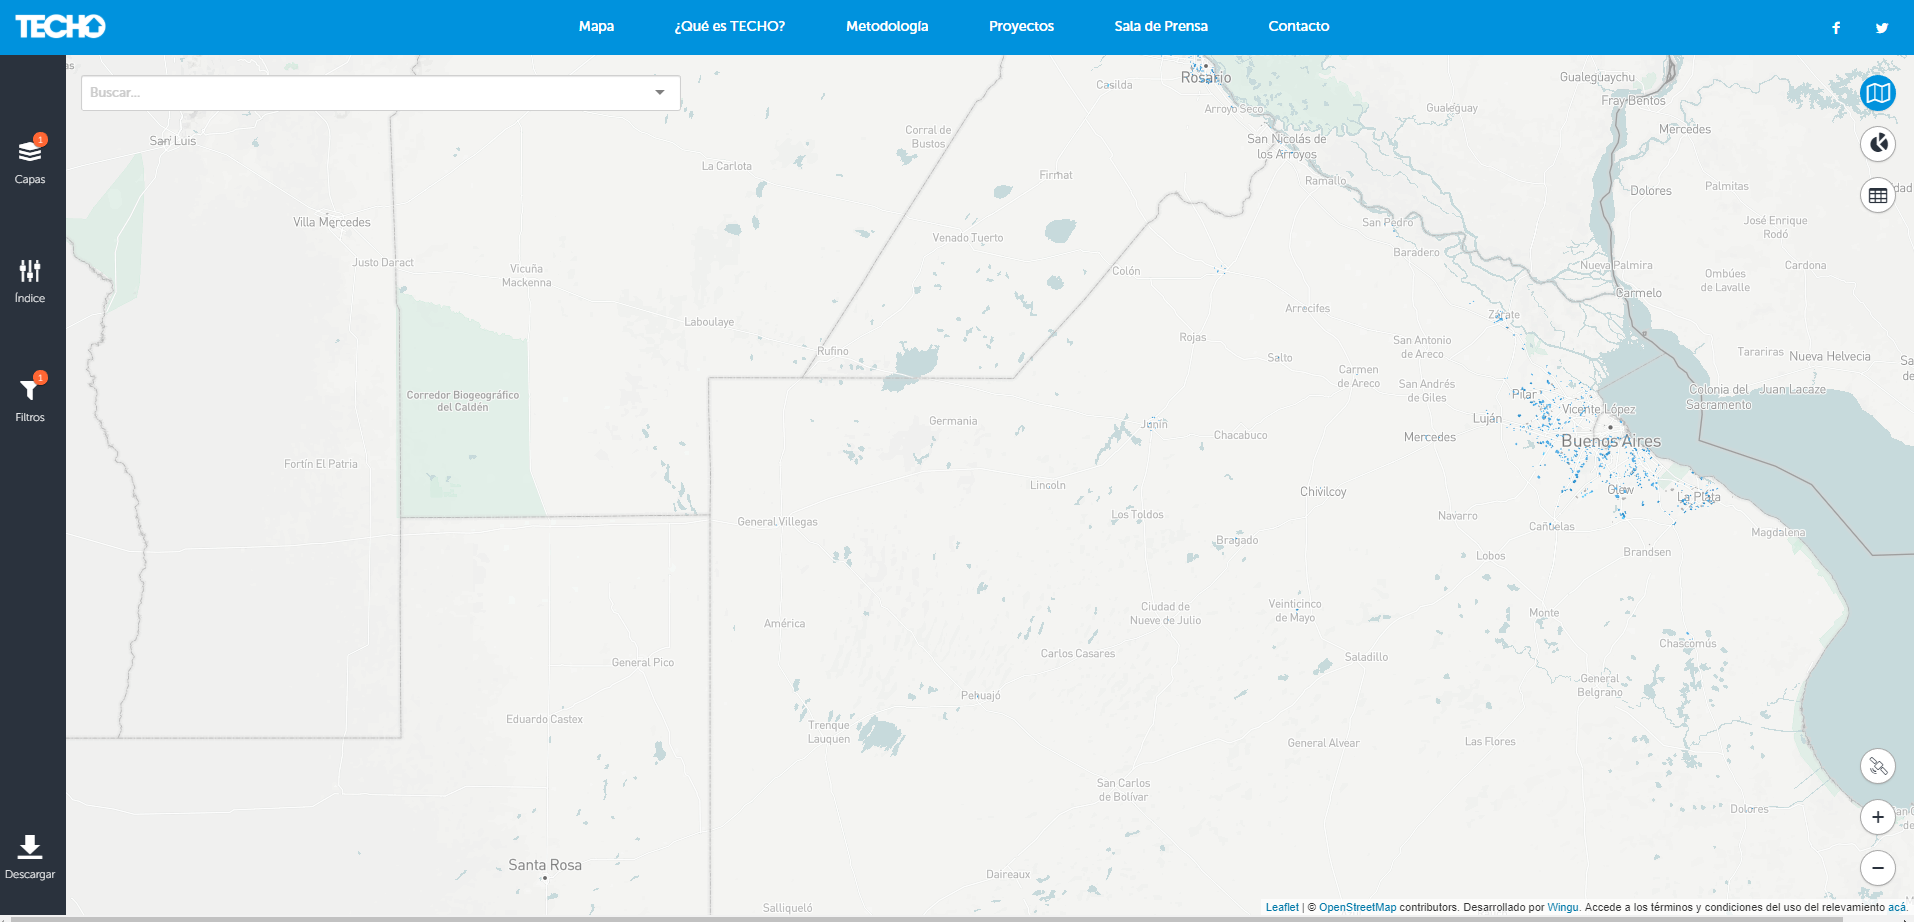 TECHO
Mapa
¿Qué es TECHO?
Metodología
Proyectos
Sala de Prensa
Contacto
Buscar...
1
Capas
Índice
1
Filtros
Descargar
Rosario
Casilda
Arroyo Seco
Gualeguaychu
Fray Bentos
Gualeguay
Mercedes
San Luis
Corral de
Bustos
La Carlota
Firmat
San Nicolás de
los Arroyos
Ramallo
Dolores
Palmitas
Villa Mercedes
San Pedro
José Enrique
Rodó
Venado Tuerto
Baradero
Justo Daract
Vicuña
Mackenna
Colón
Nueva Palmira
Cardona
Ombúes
de Lavalle
Carmelo
Arrecifes
Zárate
Laboulaye
Rojas
San Antonio
de Areco
Rufino
Salto
Tarariras
Nueva Helvecia
Carmen
de Areco
San Andrés
de Giles
Corredor Biogeográfico
del Caldén
Pilar
Colonia del
Sacramento
Juan Lacaze
Vicente López
Germania
Junín
Luján
Chacabuco
Mercedes
Buenos Aires
Fortín El Patria
Lincoln
Chivilcoy
Glew
La Plata
General Villegas
Los Toldos
Navarro
Cañuelas
Magdalena
Bragado
Lobos
Brandsen
América
Ciudad de
Nueve de Julio
Veinticinco
de Mayo
Monte
Chascomús
General Pico
Carlos Casares
Saladillo
Pehuajó
General
Belgrano
Eduardo Castex
Trenque
Lauquen
General Alvear
Las Flores
San Carlos
de Bolívar
Dolores
Santa Rosa
Daireaux
Salliqueló
+
−
Leaflet | © OpenStreetMap contributors. Desarrollado por Wingu. Accede a los términos y condiciones del uso del relevamiento acá.